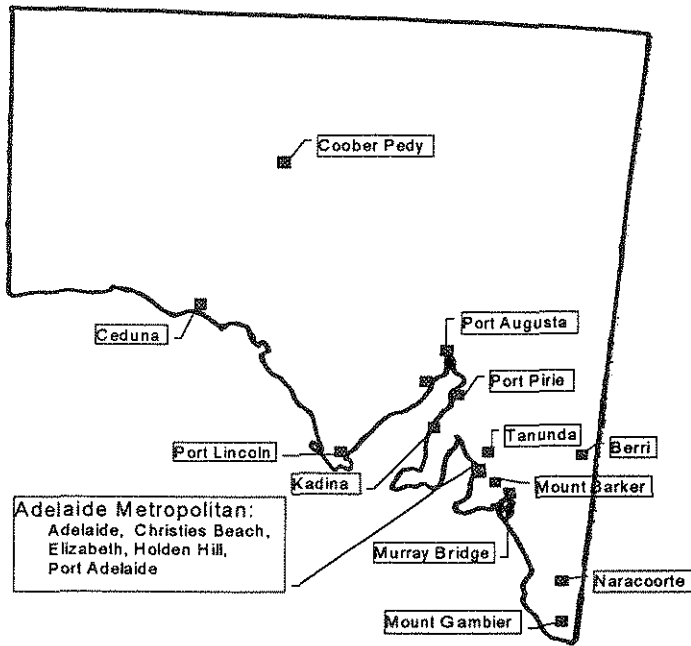 Coober Pedy
Ceduna
Port Augusta
Port Pirie
Port Lincoln
Tanunda
Berri
Kadina
Mount Barker
Adelaide Metropolitan:
Adelaide, Christies Beach,
Elizabeth, Holden Hill,
Port Adelaide
Murray Bridge
Naracoorte
Mount Gambier